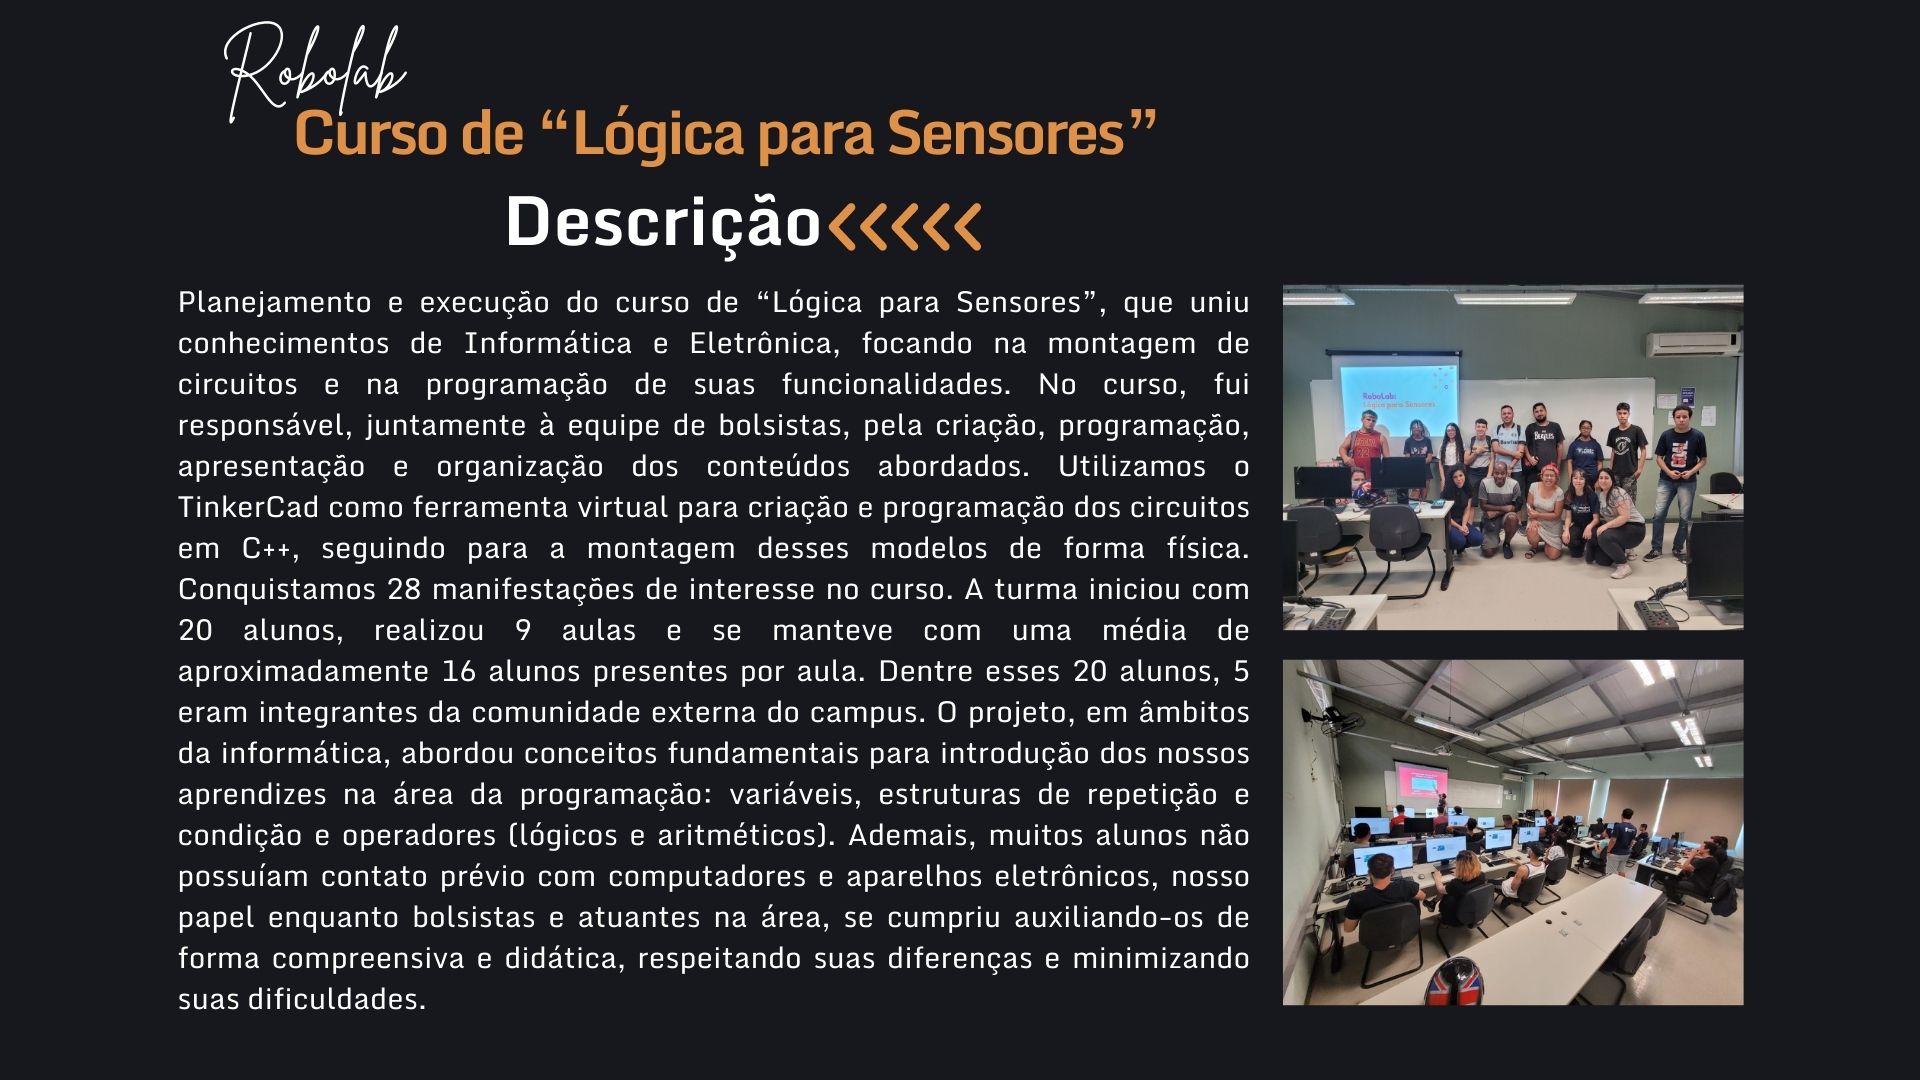 Robolab
Curso de “Lógica para Sensores”
Descrição
Planejamento e execução do curso de “Lógica para Sensores”, que uniu
conhecimentos de Informática e Eletrônica, focando na montagem de
circuitos e na programação de suas funcionalidades. No curso, fui
responsável, juntamente à equipe de bolsistas, pela criação, programação,
apresentação e organização dos conteúdos abordados. Utilizamos o
TinkerCad como ferramenta virtual para criação e programação dos circuitos
em C++, seguindo para a montagem desses modelos de forma física.
Conquistamos 28 manifestações de interesse no curso. A turma iniciou com
20 alunos, realizou 9 aulas e se manteve com uma média de
aproximadamente 16 alunos presentes por aula. Dentre esses 20 alunos, 5
eram integrantes da comunidade externa do campus. O projeto, em âmbitos
da informática, abordou conceitos fundamentais para introdução dos nossos
aprendizes na área da programação: variáveis, estruturas de repetição e
condição e operadores (lógicos e aritméticos). Ademais, muitos alunos não
possuíam contato prévio com computadores e aparelhos eletrônicos, nosso
papel enquanto bolsistas e atuantes na área, se cumpriu auxiliando-os de
forma compreensiva e didática, respeitando suas diferenças e minimizando
suas dificuldades.
RoboLab:
Lógica para Sensores